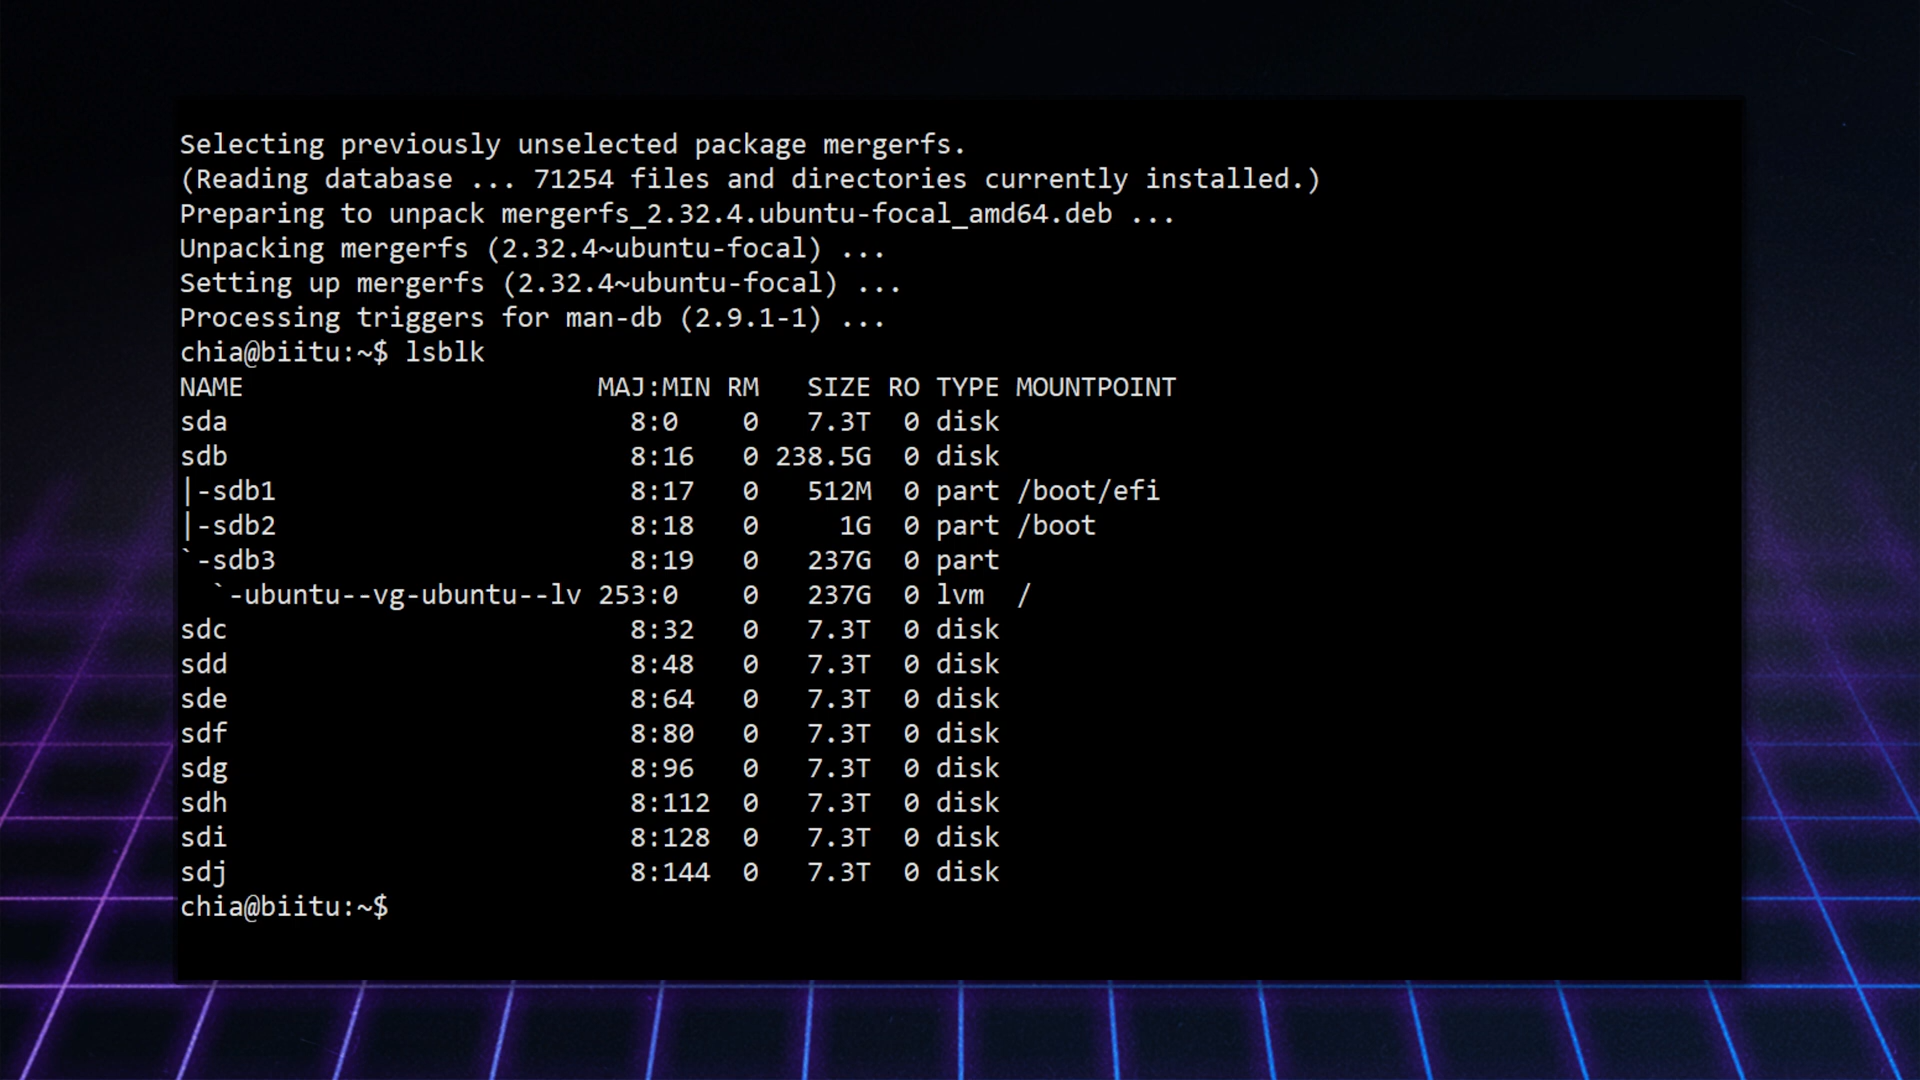 Selecting previously unselected package mergerfs.
(Reading database ... 71254 files and directories currently installed.)
Preparing to unpack mergerfs_2.32.4.ubuntu-focal_amd64.deb ...
Unpacking mergerfs (2.32.4~ubuntu-focal) ...
Setting up mergerfs (2.32.4~ubuntu-focal) ...
Processing triggers for man-db (2.9.1-1) ...
chia@biitu:~$ lsblk
NAME                      MAJ:MIN RM   SIZE RO TYPE MOUNTPOINT
sda                         8:0    0   7.3T  0 disk
sdb                         8:16   0 238.5G  0 disk
|-sdb1                      8:17   0   512M  0 part /boot/efi
|-sdb2                      8:18   0     1G  0 part /boot
`-sdb3                      8:19   0   237G  0 part
  `-ubuntu--vg-ubuntu--lv 253:0    0   237G  0 lvm  /
sdc                         8:32   0   7.3T  0 disk
sdd                         8:48   0   7.3T  0 disk
sde                         8:64   0   7.3T  0 disk
sdf                         8:80   0   7.3T  0 disk
sdg                         8:96   0   7.3T  0 disk
sdh                         8:112  0   7.3T  0 disk
sdi                         8:128  0   7.3T  0 disk
sdj                         8:144  0   7.3T  0 disk
chia@biitu:~$